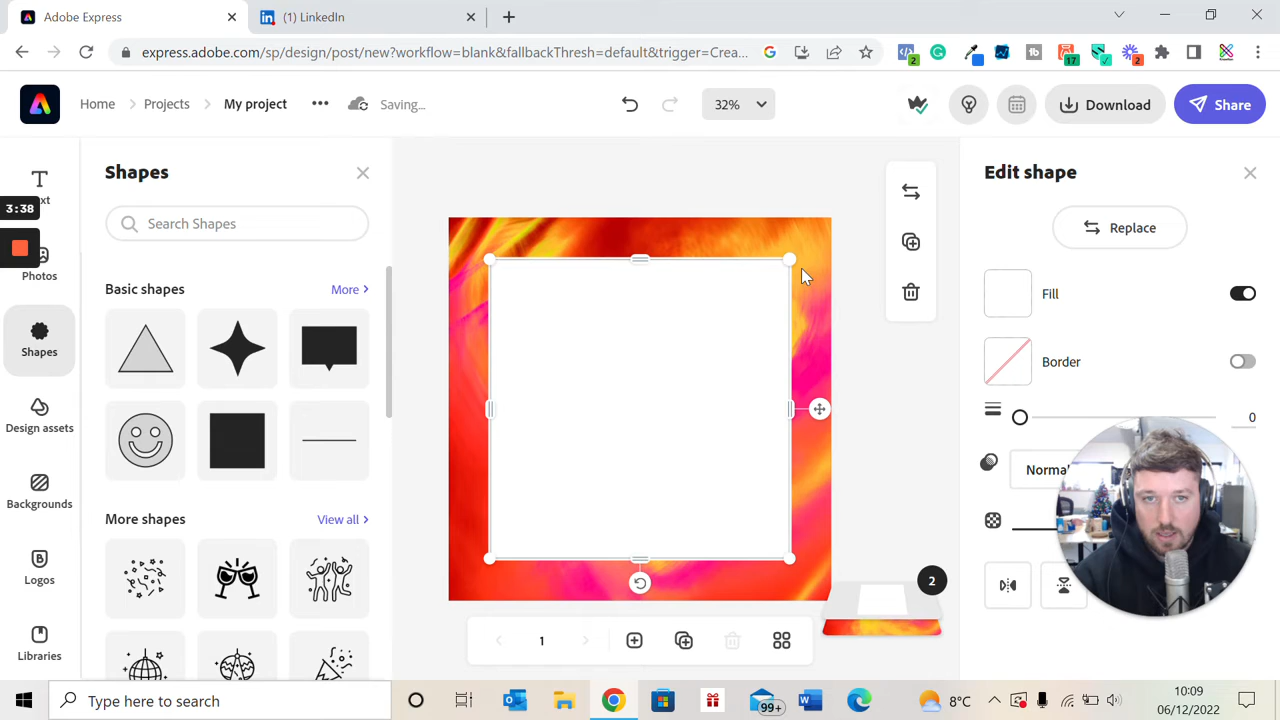 Adobe Express
(1) LinkedIn
express.adobe.com/sp/design/post/new?workflow=blank&fallbackThresh=default&trigger=Crea...
2
17
2
Home
Projects
My project
Saving...
32%
Download
Share
3:38
Photos
Shapes
Design assets
Backgrounds
Logos
Libraries
Shapes
Search Shapes
Basic shapes
More
More shapes
View all
Edit shape
Replace
Fill
Border
0
2
1
Type here to search
99+
8°C
10:09
06/12/2022